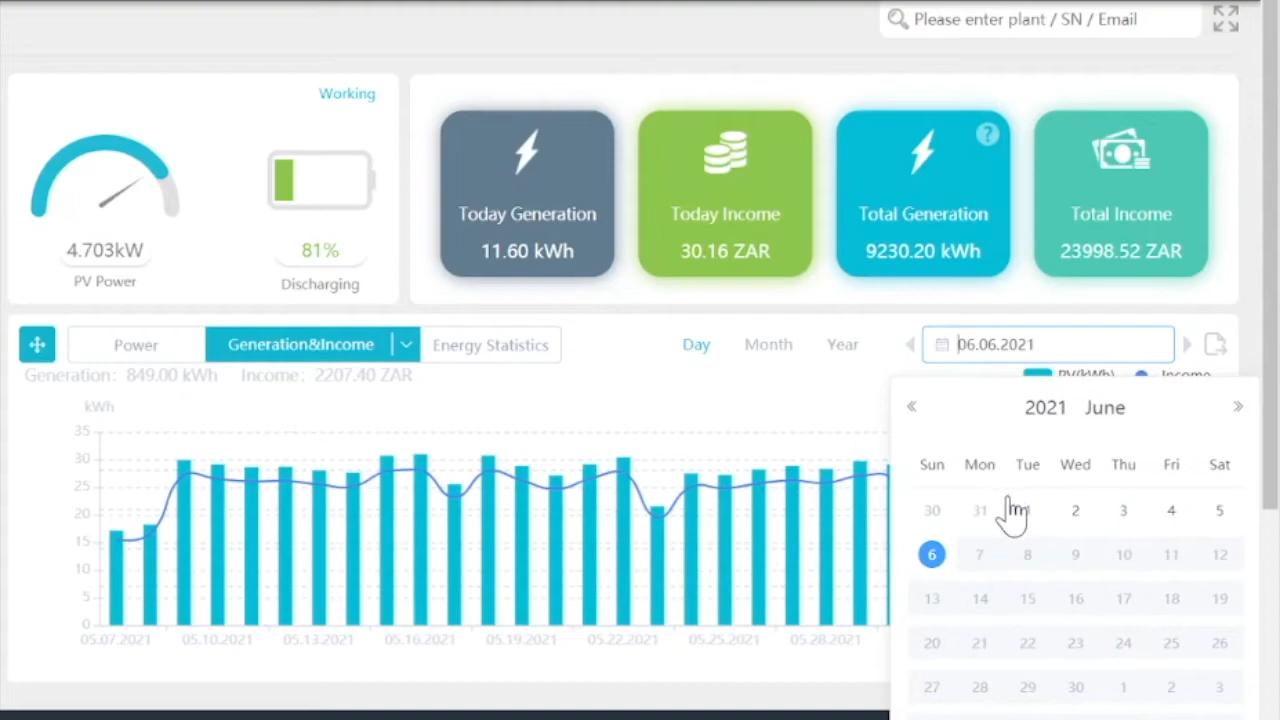 Please enter plant / SN / Email
Working
4.703kW
PV Power
81%
Discharging
Today Generation
11.60 kWh
Today Income
30.16 ZAR
Total Generation
9230.20 kWh
?
Total Income
23998.52 ZAR
Power
Generation&Income
Energy Statistics
Day
Month
Year
06.06.2021
Generation: 849.00 kWh Income: 2207.40 ZAR
PV(kWh) Income
kWh
35
30
25
20
15
10
5
0
05.07.2021 05.10.2021 05.13.2021 05.16.2021 05.19.2021 05.22.2021 05.25.2021 05.28.2021
« 2021 June »
Sun Mon Tue Wed Thu Fri Sat
30 31 1 2 3 4 5
6 7 8 9 10 11 12
13 14 15 16 17 18 19
20 21 22 23 24 25 26
27 28 29 30 1 2 3